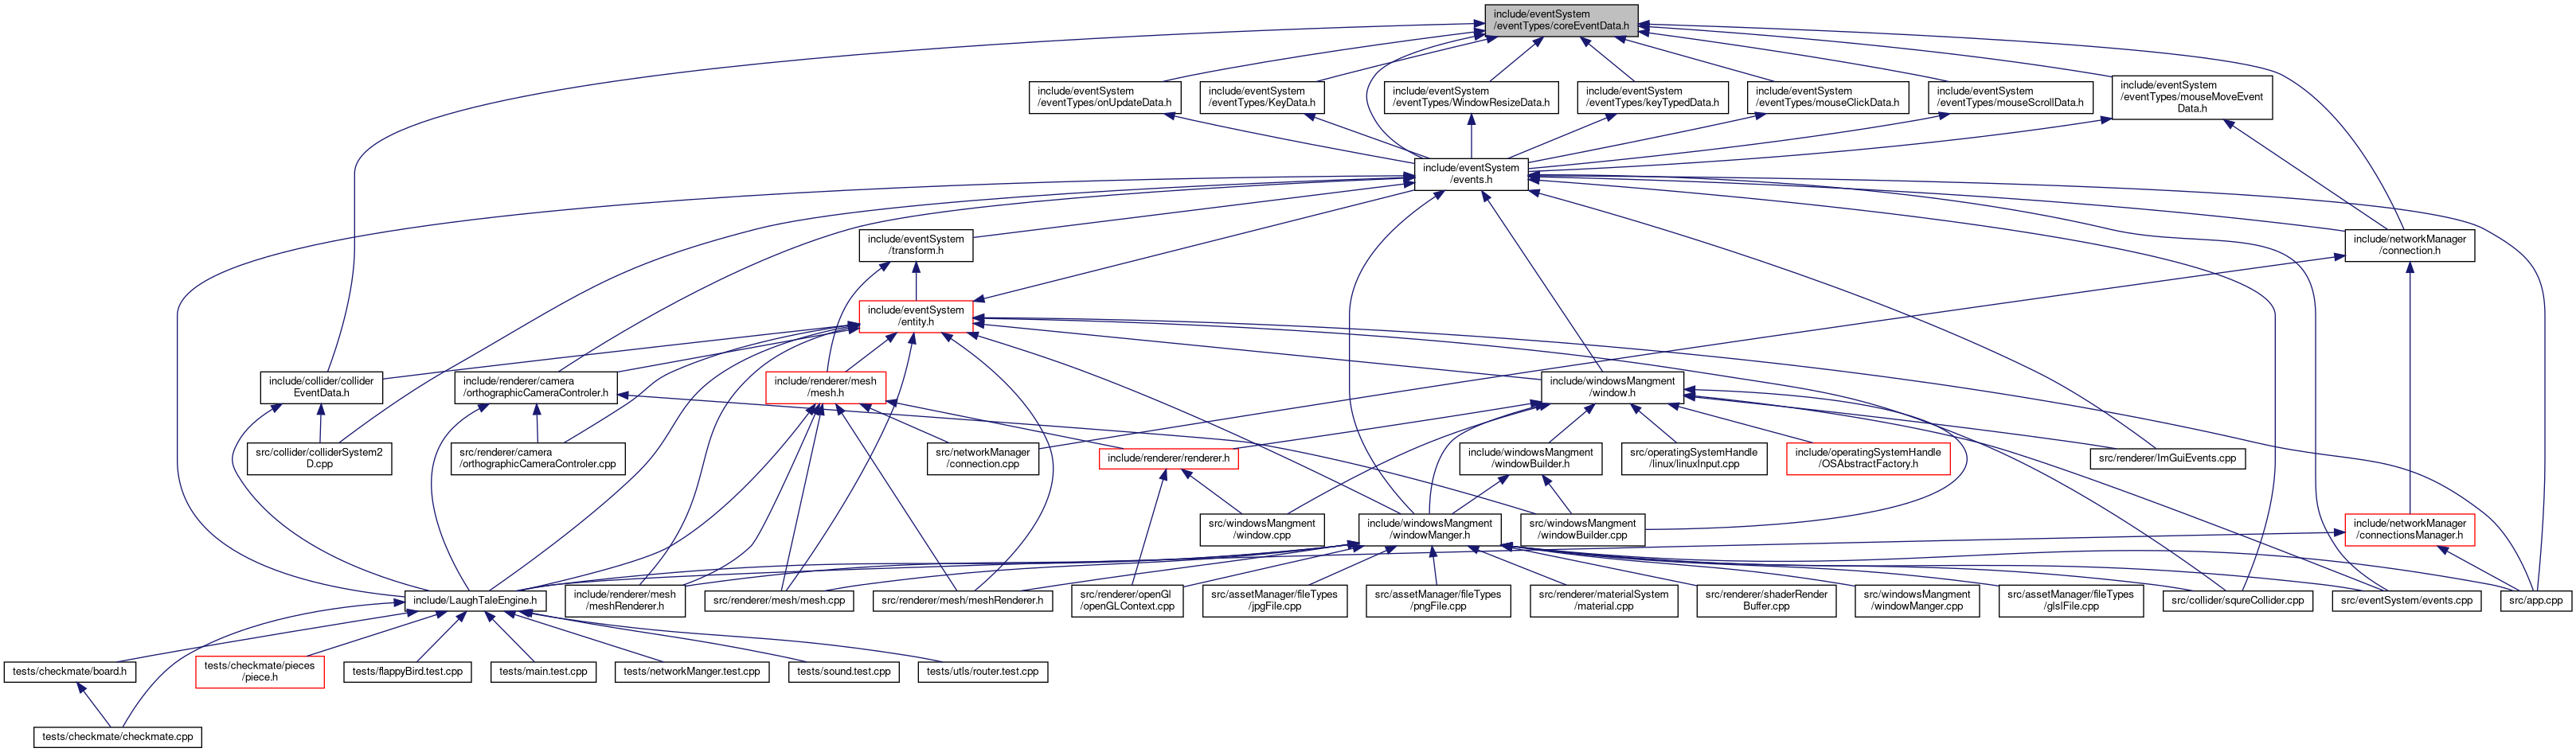 include/eventSystem
/eventTypes/coreEventData.h
include/eventSystem
/eventTypes/onUpdateData.h
include/eventSystem
/eventTypes/KeyData.h
include/eventSystem
/eventTypes/WindowResizeData.h
include/eventSystem
/eventTypes/keyTypedData.h
include/eventSystem
/eventTypes/mouseClickData.h
include/eventSystem
/eventTypes/mouseScrollData.h
include/eventSystem
/eventTypes/mouseMoveEvent
Data.h
include/eventSystem
/events.h
include/eventSystem
/transform.h
include/networkManager
/connection.h
include/eventSystem
/entity.h
include/collider/collider
EventData.h
include/renderer/camera
/orthographicCameraControler.h
include/renderer/mesh
/mesh.h
include/windowsMangment
/window.h
src/collider/colliderSystem2
D.cpp
src/renderer/camera
/orthographicCameraControler.cpp
src/networkManager
/connection.cpp
include/renderer/renderer.h
include/windowsMangment
/windowBuilder.h
src/operatingSystemHandle
/linux/linuxInput.cpp
include/operatingSystemHandle
/OSAbstractFactory.h
src/renderer/ImGuiEvents.cpp
src/windowsMangment
/window.cpp
include/windowsMangment
/windowManger.h
src/windowsMangment
/windowBuilder.cpp
include/networkManager
/connectionsManager.h
include/LaughTaleEngine.h
include/renderer/mesh
/meshRenderer.h
src/renderer/mesh/mesh.cpp
src/renderer/mesh/meshRenderer.h
src/renderer/openGl
/openGLContext.cpp
src/assetManager/fileTypes
/jpgFile.cpp
src/assetManager/fileTypes
/pngFile.cpp
src/renderer/materialSystem
/material.cpp
src/renderer/shaderRender
Buffer.cpp
src/windowsMangment
/windowManger.cpp
src/assetManager/fileTypes
/glslFile.cpp
src/collider/squreCollider.cpp
src/eventSystem/events.cpp
src/app.cpp
tests/checkmate/board.h
tests/checkmate/pieces
/piece.h
tests/flappyBird.test.cpp
tests/main.test.cpp
tests/networkManger.test.cpp
tests/sound.test.cpp
tests/utls/router.test.cpp
tests/checkmate/checkmate.cpp